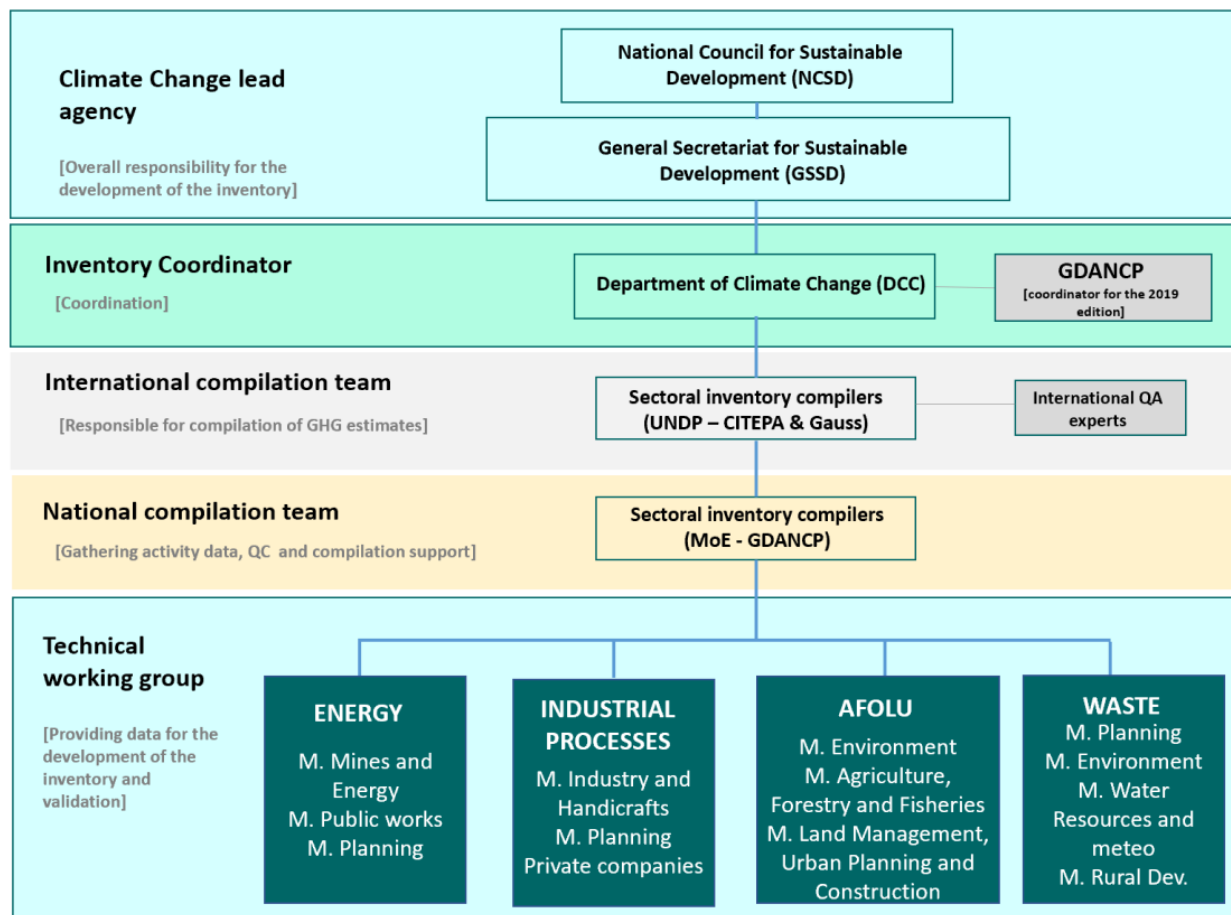 Climate Change lead
agency
[Overall responsibility for the
development of the inventory]
National Council for Sustainable
Development (NCSD)
General Secretariat for Sustainable
Development (GSSD)
Inventory Coordinator
[Coordination]
Department of Climate Change (DCC)
GDANCP
[coordinator for the 2019
edition]
International compilation team
[Responsible for compilation of GHG estimates]
Sectoral inventory compilers
(UNDP – CITEPA & Gauss)
International QA
experts
National compilation team
[Gathering activity data, QC and compilation support]
Sectoral inventory compilers
(MoE - GDANCP)
Technical
working group
[Providing data for the
development of the
inventory and
validation]
ENERGY
M. Mines and
Energy
M. Public works
M. Planning
INDUSTRIAL
PROCESSES
M. Industry and
Handicrafts
M. Planning
Private companies
AFOLU
M. Environment
M. Agriculture,
Forestry and Fisheries
M. Land Management,
Urban Planning and
Construction
WASTE
M. Planning
M. Environment
M. Water
Resources and
meteo
M. Rural Dev.